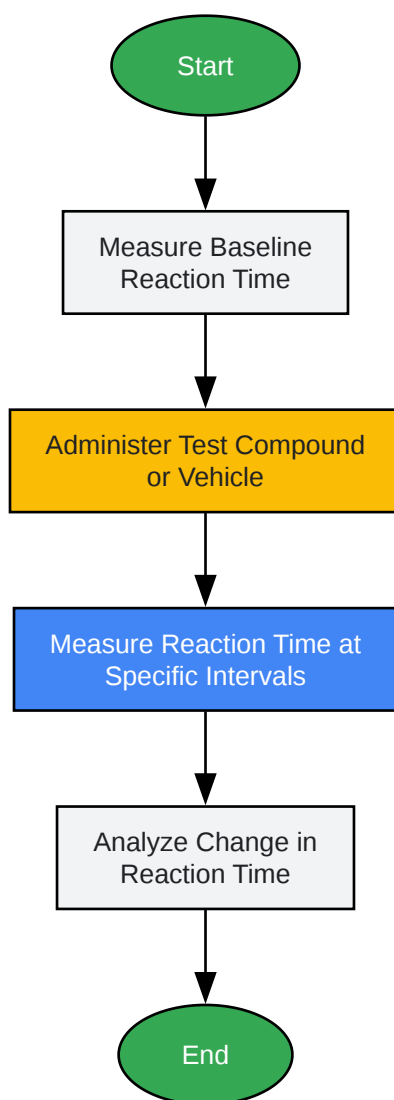 Start
Measure Baseline
Reaction Time
Administer Test Compound
or Vehicle
Measure Reaction Time at
Specific Intervals
Analyze Change in
Reaction Time
End